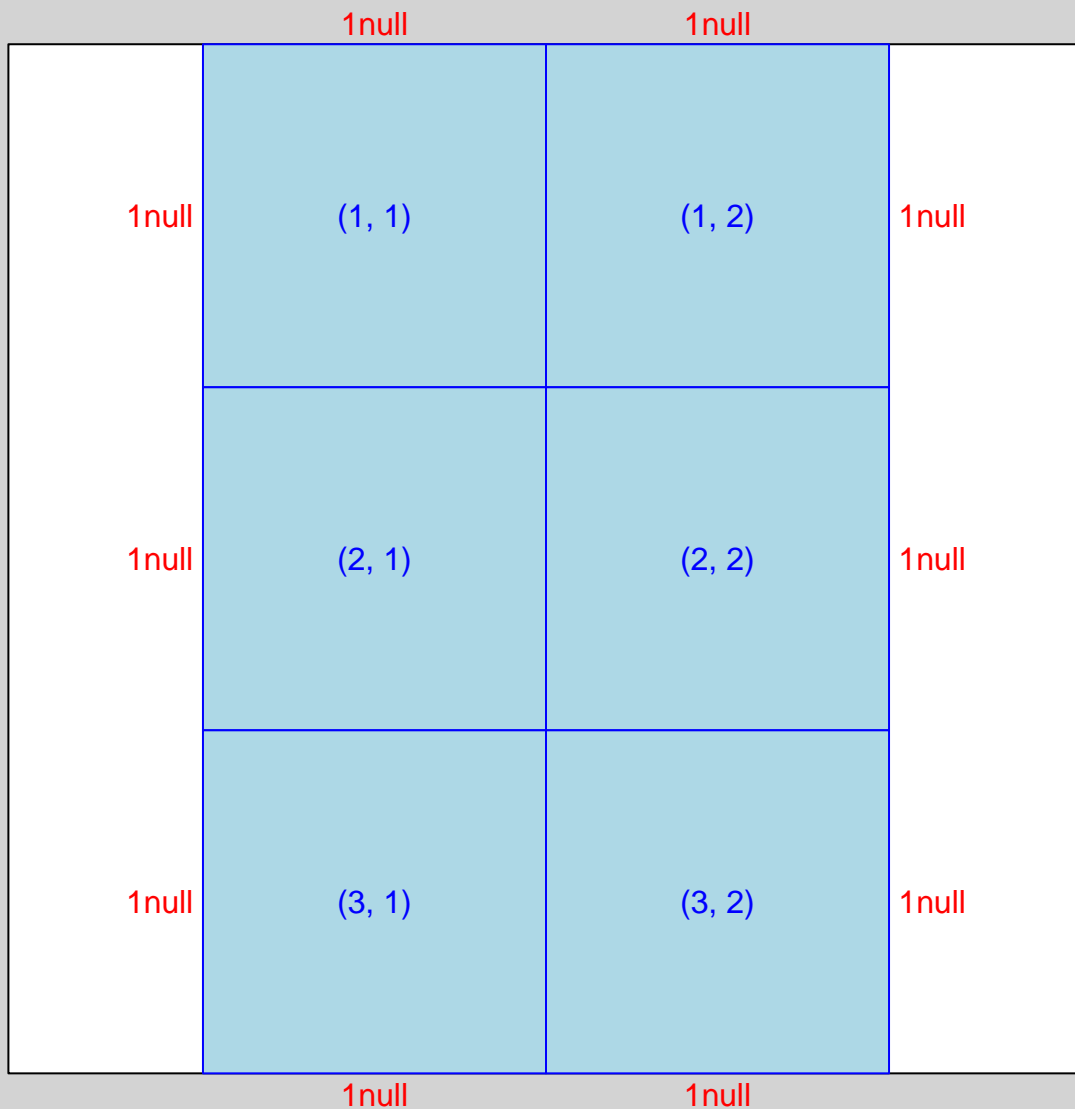 1null 1null
1null (1, 1) (1, 2) 1null
1null (2, 1) (2, 2) 1null
1null (3, 1) (3, 2) 1null
1null 1null